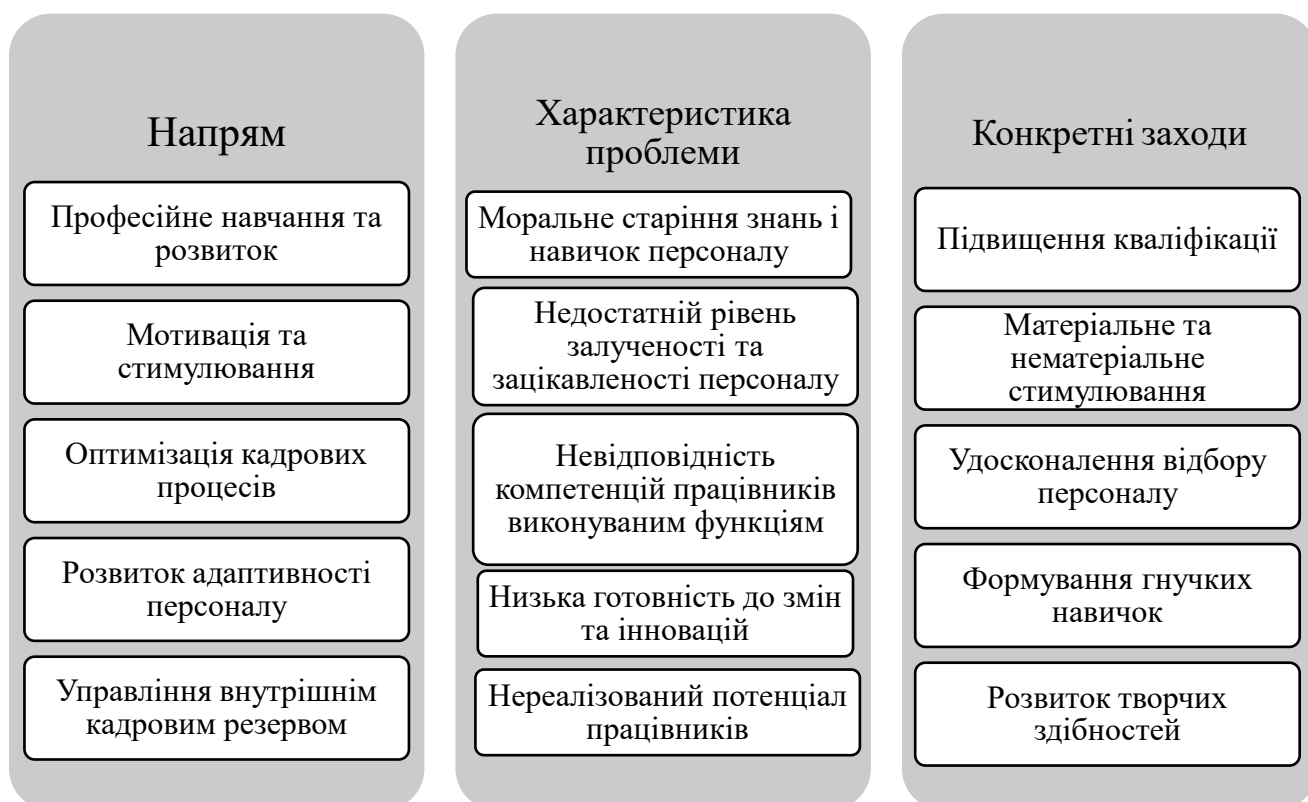 Напрям
Професійне навчання та
розвиток
Мотивація та
стимулювання
Оптимізація кадрових
процесів
Розвиток адаптивності
персоналу
Управління внутрішнім
кадровим резервом
Характеристика
проблеми
Моральне старіння знань і
навичок персоналу
Недостатній рівень
залученості та
зацікавленості персоналу
Невідповідність
компетенцій працівників
виконуваним функціям
Низька готовність до змін
та інновацій
Нереалізований потенціал
працівників
Конкретні заходи
Підвищення кваліфікації
Матеріальне та
нематеріальне
стимулювання
Удосконалення відбору
персоналу
Формування гнучких
навичок
Розвиток творчих
здібностей